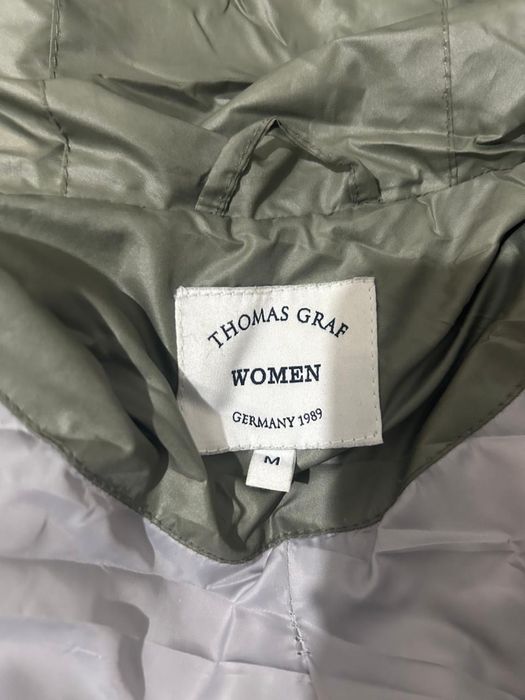 THOMAS GRAF
WOMEN
GERMANY 1989
M